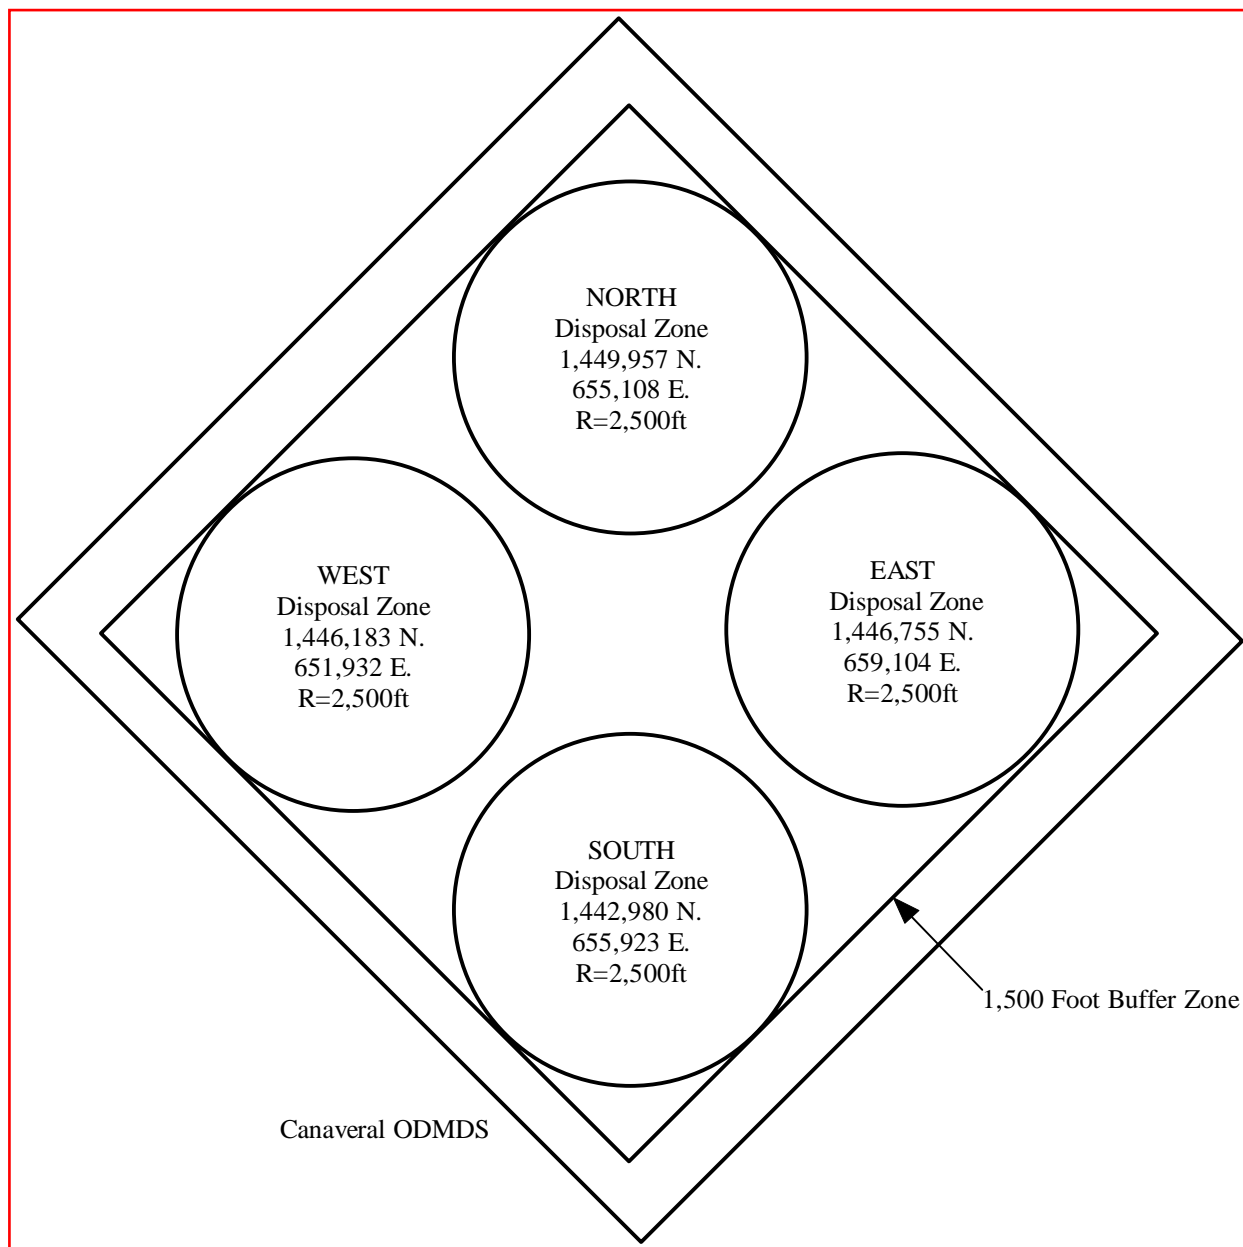 NORTH
Disposal Zone
1,449,957 N.
655,108 E.
R=2,500ft
WEST
Disposal Zone
1,446,183 N.
651,932 E.
R=2,500ft
EAST
Disposal Zone
1,446,755 N.
659,104 E.
R=2,500ft
SOUTH
Disposal Zone
1,442,980 N.
655,923 E.
R=2,500ft
1,500 Foot Buffer Zone
Canaveral ODMDS